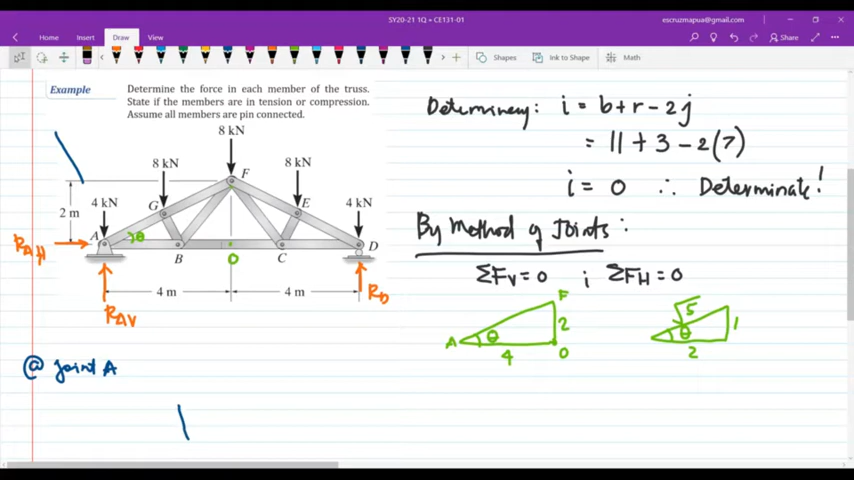 SY20-21 1Q = CE131-01
escruzmapua@gmail.com
Home Insert Draw View Share
Shapes Ink to Shape
Example
Determine the force in each member of the truss.
State if the members are in tension or compression.
Assume all members are pin connected.
8 kN
8 kN 8 kN
4 kN 4 kN
2 m
F
G E
A θ D
B O C
RAH
RAV
RD
4 m 4 m
@ Joint A
Determinacy: i = b+r-2j
= 11 + 3 - 2(7)
i = 0 ∴ Determinate!
By Method of Joints:
ΣFV=0 ; ΣFH=0
F
A θ 2
4 O
√5 1
θ
2